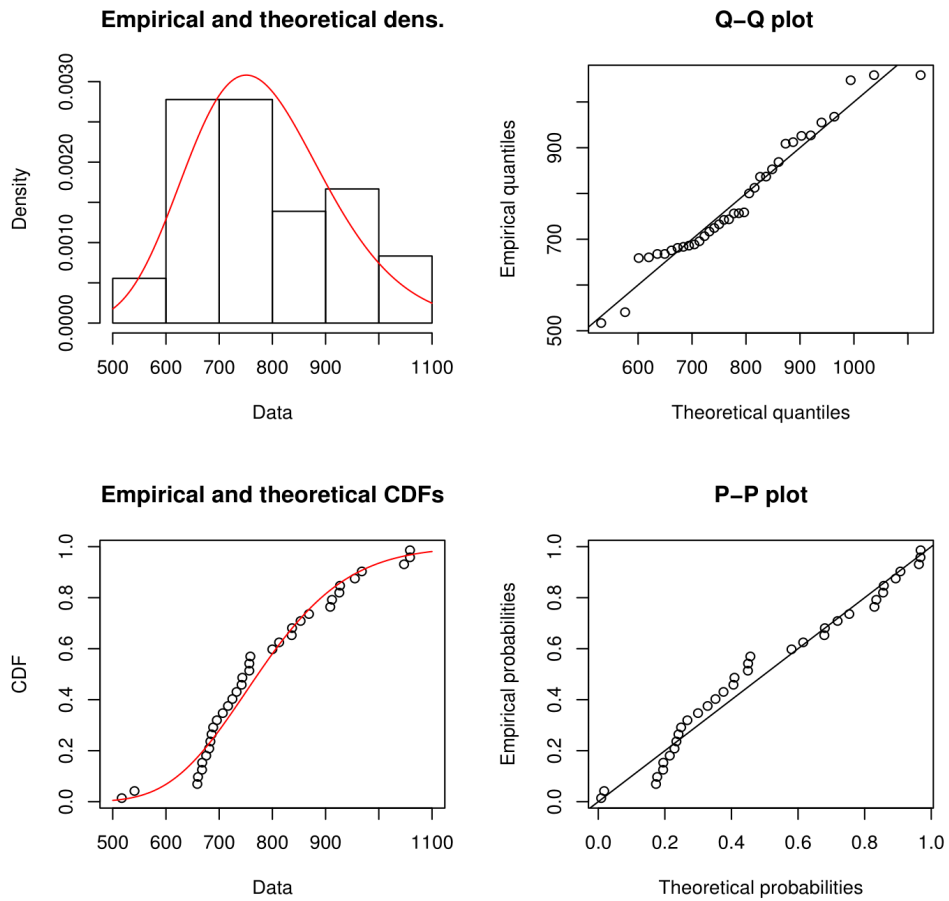 Empirical and theoretical dens.
Density
0.0000 0.0010 0.0020 0.0030
500 600 700 800 900 1100
Data
Q−Q plot
Empirical quantiles
500 700 900
600 700 800 900 1000
Theoretical quantiles
Empirical and theoretical CDFs
CDF
0.0 0.2 0.4 0.6 0.8 1.0
500 600 700 800 900 1100
Data
P−P plot
Empirical probabilities
0.0 0.2 0.4 0.6 0.8 1.0
0.0 0.2 0.4 0.6 0.8 1.0
Theoretical probabilities